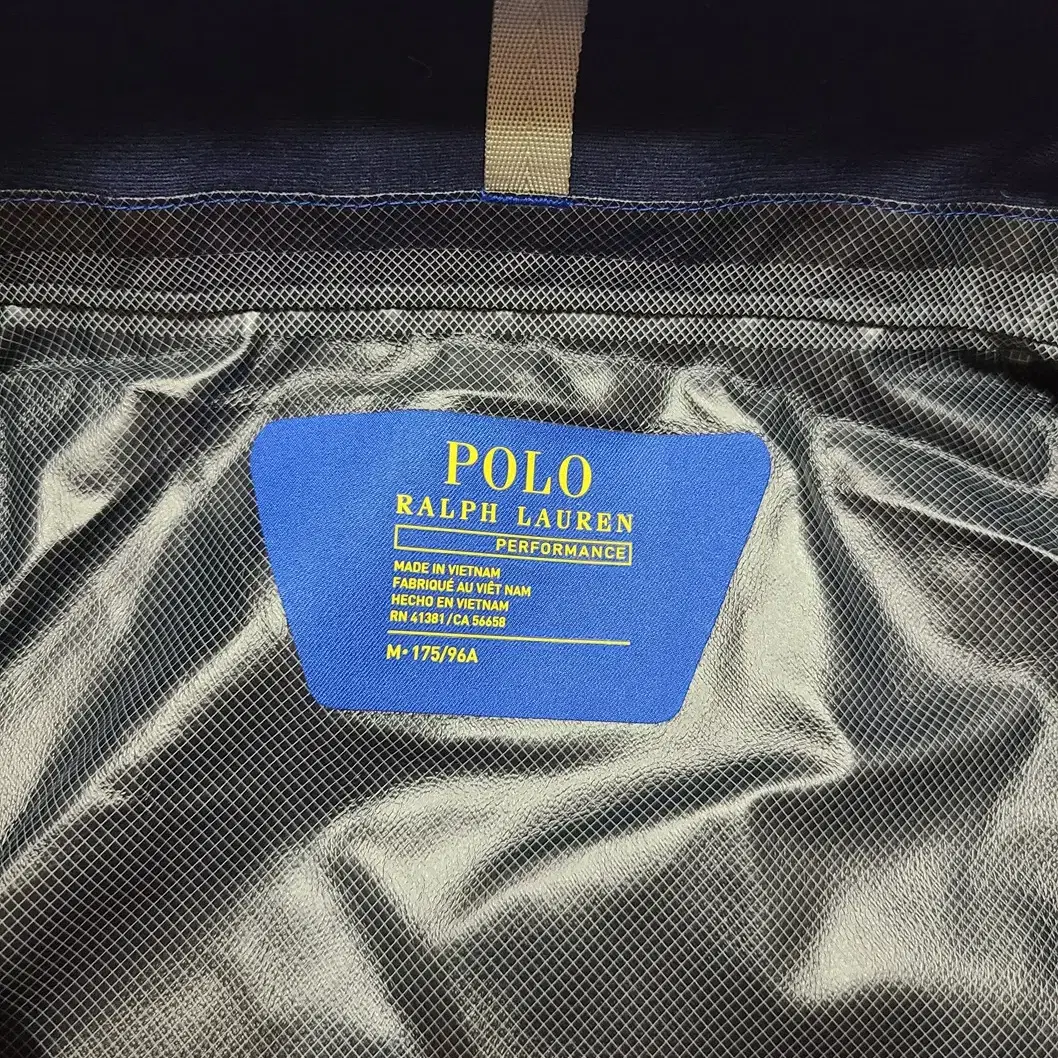 POLO
RALPH LAUREN
PERFORMANCE
MADE IN VIETNAM
FABRIQUÉ AU VIÊT NAM
HECHO EN VIETNAM
RN 41381/CA 56658
M• 175/96A